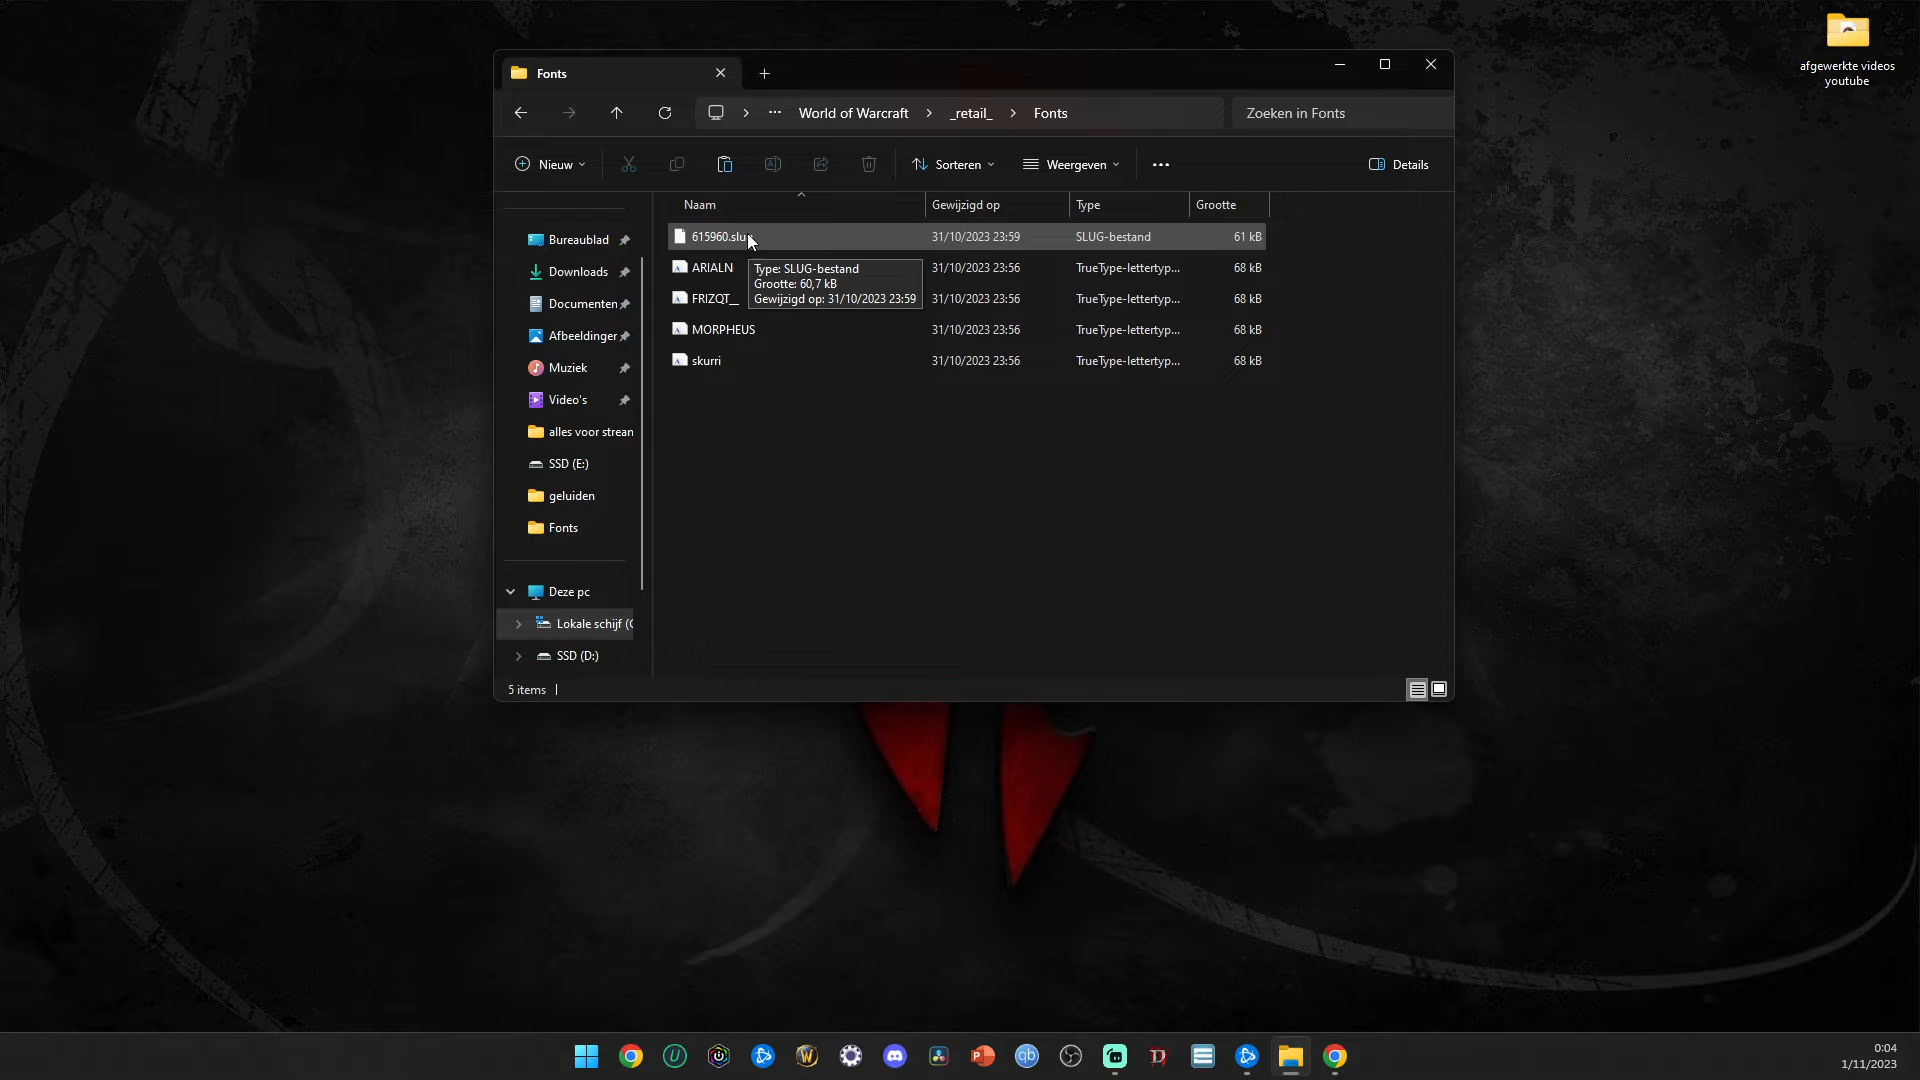 afgewerkte videos
youtube
Fonts
World of Warcraft
_retail_
Fonts
Zoeken in Fonts
Nieuw
Sorteren
Weergeven
Details
Naam
Gewijzigd op
Type
Grootte
615960.slu
31/10/2023 23:59
SLUG-bestand
61 kB
ARIALN
31/10/2023 23:56
TrueType-lettertyp...
68 kB
FRIZQT__
31/10/2023 23:56
TrueType-lettertyp...
68 kB
MORPHEUS
31/10/2023 23:56
TrueType-lettertyp...
68 kB
skurri
31/10/2023 23:56
TrueType-lettertyp...
68 kB
Type: SLUG-bestand
Grootte: 60,7 kB
Gewijzigd op: 31/10/2023 23:59
Bureaublad
Downloads
Documenten
Afbeeldinger
Muziek
Video's
alles voor strean
SSD (E:)
geluiden
Fonts
Deze pc
Lokale schijf (C
SSD (D:)
5 items
0:04
1/11/2023